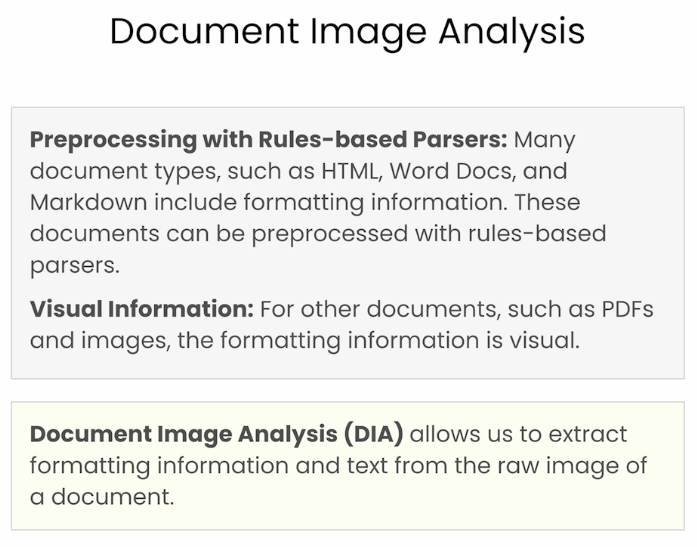 Document Image Analysis
Preprocessing with Rules-based Parsers: Many
document types, such as HTML, Word Docs, and
Markdown include formatting information. These
documents can be preprocessed with rules-based
parsers.
Visual Information: For other documents, such as PDFs
and images, the formatting information is visual.
Document Image Analysis (DIA) allows us to extract
formatting information and text from the raw image of
a document.